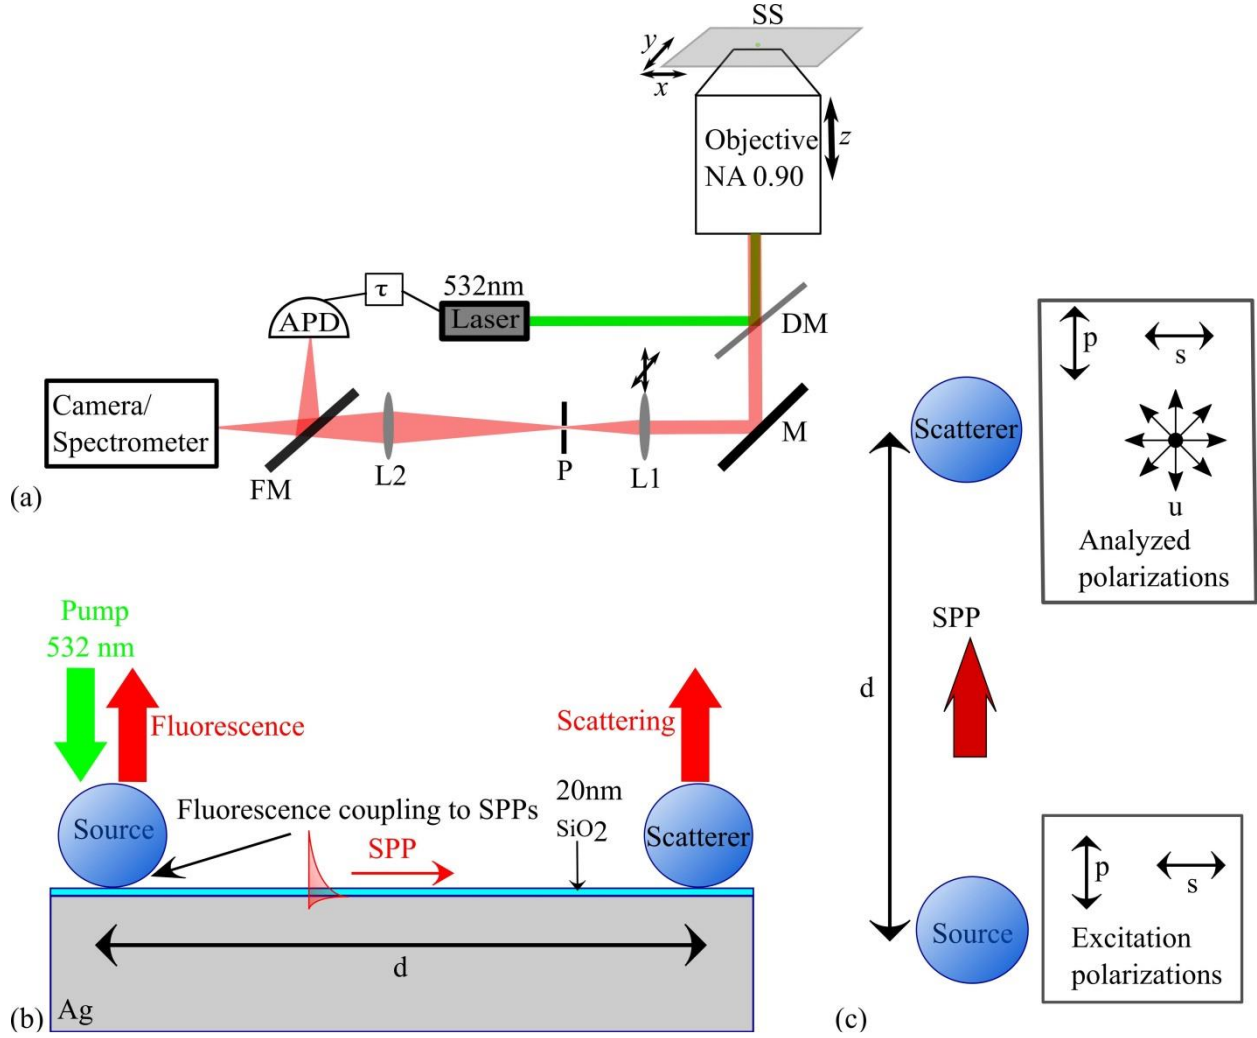 SS
y
x
Objective
NA 0.90
z
532nm
τ
Laser
APD
DM
Camera/
Spectrometer
M
FM
L2
P
L1
(a)
Pump
532 nm
Fluorescence
Scattering
Source
Fluorescence coupling to SPPs
SPP
20nm
SiO2
Scatterer
d
Ag
(b)
p
s
Scatterer
u
Analyzed
polarizations
SPP
d
p
s
Source
Excitation
polarizations
(c)